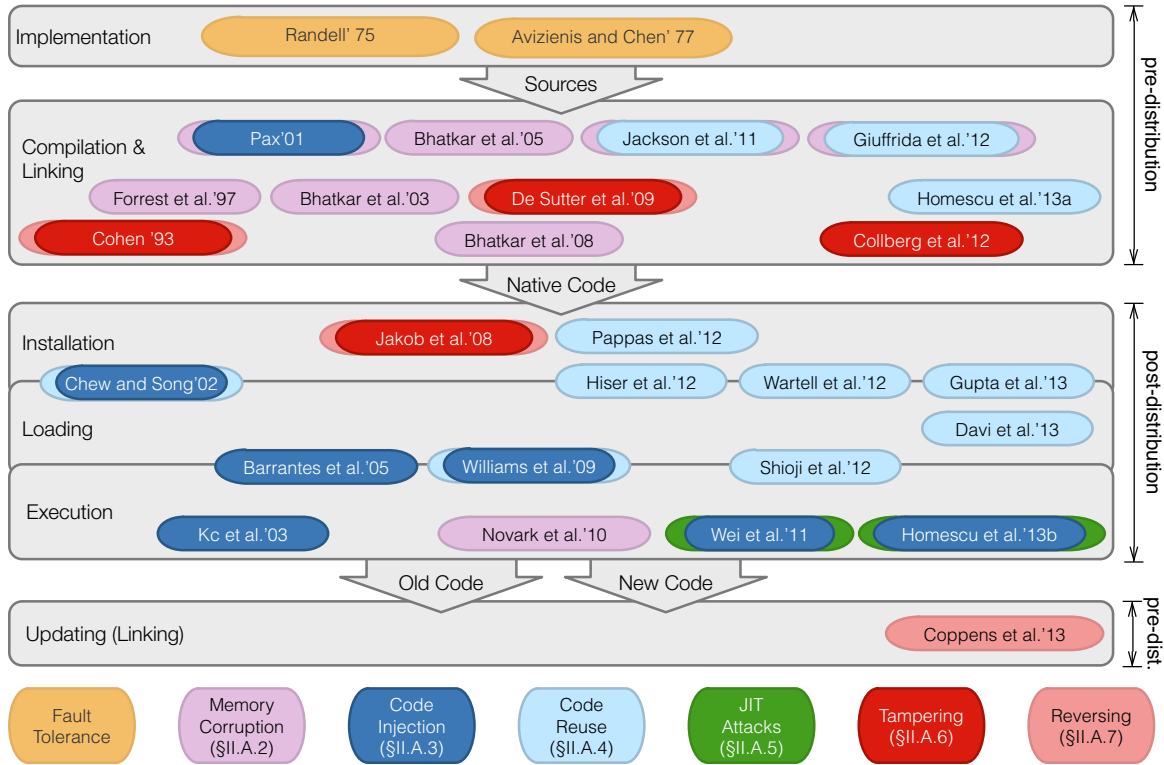 Implementation
Randell' 75
Avizienis and Chen' 77
pre-distribution
Sources
Compilation &
Linking
Pax'01
Bhatkar et al.'05
Jackson et al.'11
Giuffrida et al.'12
Forrest et al.'97
Bhatkar et al.'03
De Sutter et al.'09
Homescu et al.'13a
Cohen '93
Bhatkar et al.'08
Collberg et al.'12
Native Code
Installation
Jakob et al.'08
Pappas et al.'12
post-distribution
Chew and Song'02
Hiser et al.'12
Wartell et al.'12
Gupta et al.'13
Loading
Davi et al.'13
Barrantes et al.'05
Williams et al.'09
Shioji et al.'12
Execution
Kc et al.'03
Novark et al.'10
Wei et al.'11
Homescu et al.'13b
Old Code
New Code
Updating (Linking)
Coppens et al.'13
pre-dist.
Fault
Tolerance
Memory
Corruption
(§II.A.2)
Code
Injection
(§II.A.3)
Code
Reuse
(§II.A.4)
JIT
Attacks
(§II.A.5)
Tampering
(§II.A.6)
Reversing
(§II.A.7)